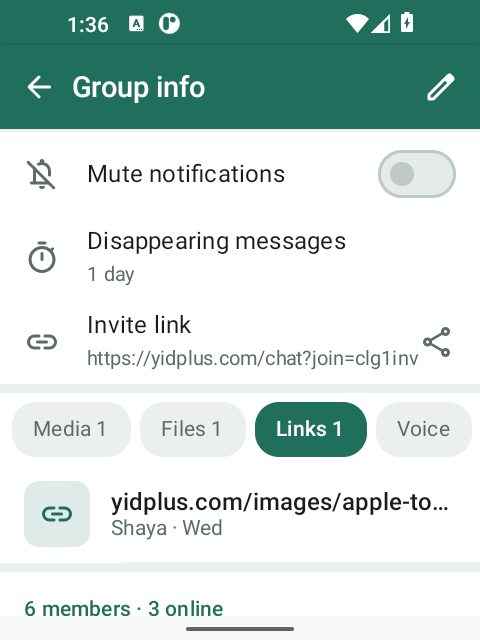 1:36
A
Group info
Mute notifications
Disappearing messages
1 day
Invite link
https://yidplus.com/chat?join=clg1inv
Media 1
Files 1
Links 1
Voice
yidplus.com/images/apple-to…
Shaya · Wed
6 members · 3 online